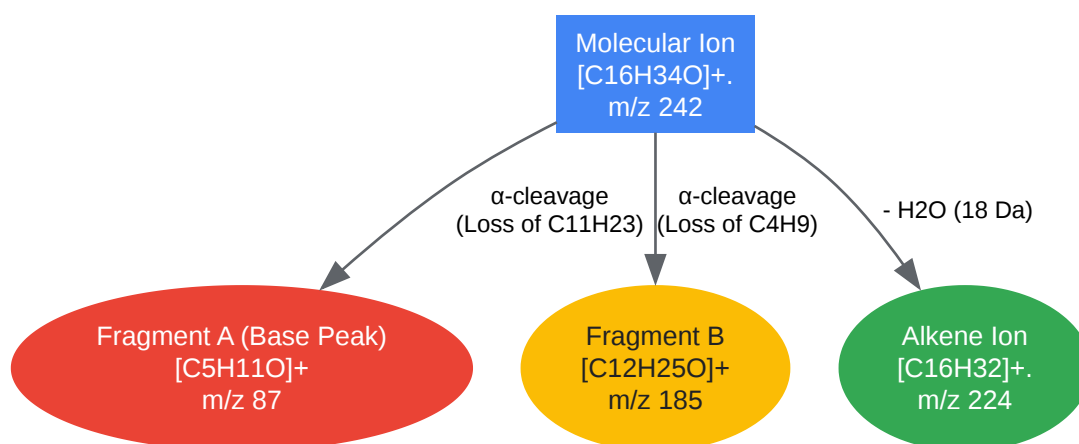 Molecular Ion
[C16H34O]+.
m/z 242
α-cleavage
(Loss of C11H23)
α-cleavage
(Loss of C4H9)
- H2O (18 Da)
Fragment A (Base Peak)
[C5H11O]+
m/z 87
Fragment B
[C12H25O]+
m/z 185
Alkene Ion
[C16H32]+.
m/z 224